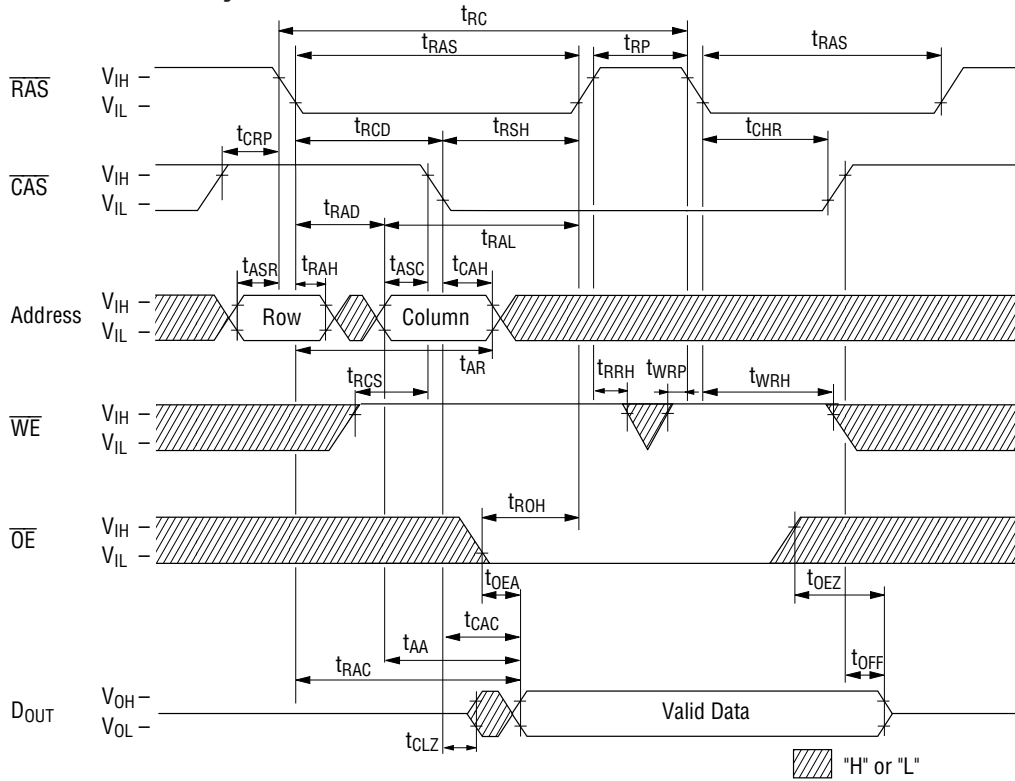 tRC
tRAS tRP tRAS
RAS VIH –
VIL –
tCRP tRCD tRSH tCHR
CAS VIH –
VIL –
tRAD tRAL
tASR tRAH tASC tCAH
Address VIH –
VIL –
Row Column
tAR
tRCS tRRH tWRP tWRH
WE VIH –
VIL –
tROH
OE VIH –
VIL –
tOEA tOEZ
tCAC
tAA
tRAC tOFF
DOUT VOH –
VOL –
Valid Data
tCLZ
"H" or "L"